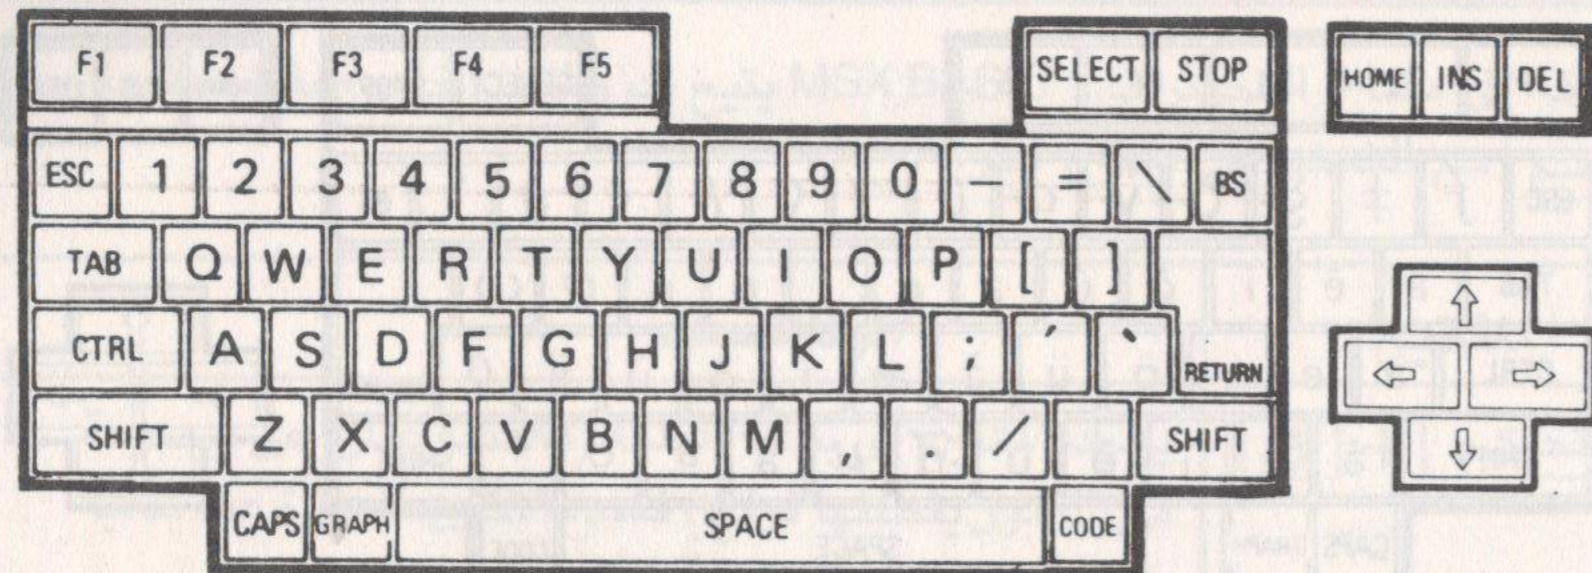 F1 F2 F3 F4 F5 SELECT STOP HOME INS DEL
ESC 1 2 3 4 5 6 7 8 9 0 - = \ BS
TAB Q W E R T Y U I O P [ ]
CTRL A S D F G H J K L ; ´ ` RETURN
SHIFT Z X C V B N M , . / SHIFT
CAPS GRAPH SPACE CODE